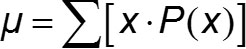 μ = ∑[x · P(x)]